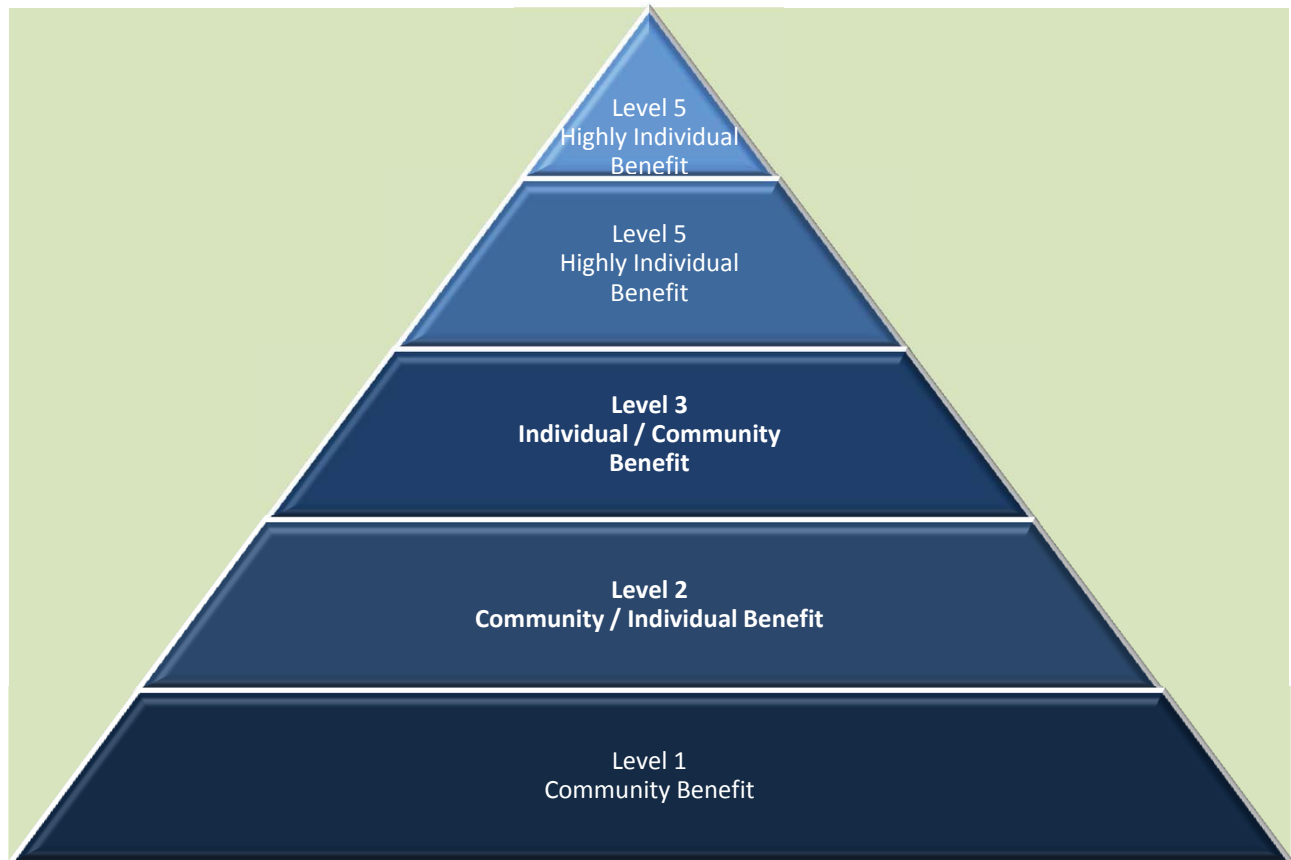 Level 5
Highly Individual
Benefit
Level 5
Highly Individual
Benefit
Level 3
Individual / Community
Benefit
Level 2
Community / Individual Benefit
Level 1
Community Benefit